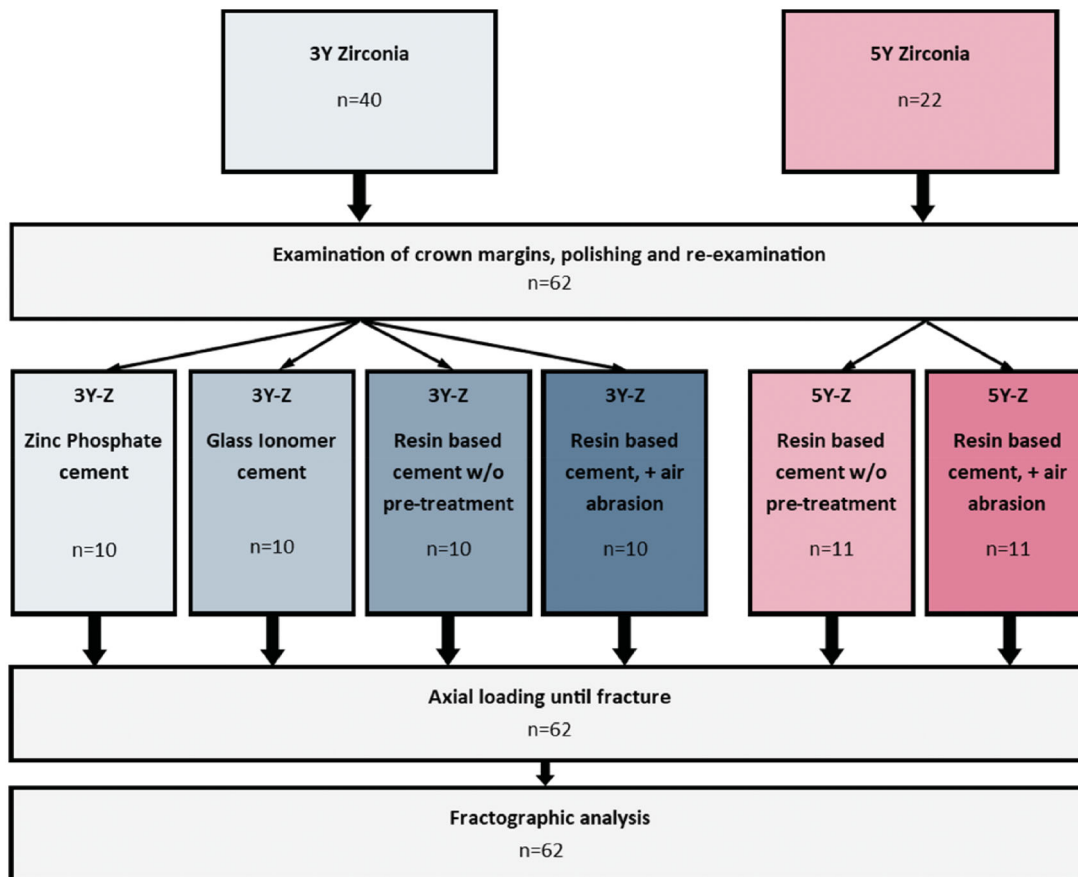 3Y Zirconia
n=40
5Y Zirconia
n=22
Examination of crown margins, polishing and re-examination
n=62
3Y-Z
Zinc Phosphate
cement
n=10
3Y-Z
Glass Ionomer
cement
n=10
3Y-Z
Resin based
cement w/o
pre-treatment
n=10
3Y-Z
Resin based
cement, + air
abrasion
n=10
5Y-Z
Resin based
cement w/o
pre-treatment
n=11
5Y-Z
Resin based
cement, + air
abrasion
n=11
Axial loading until fracture
n=62
Fractographic analysis
n=62